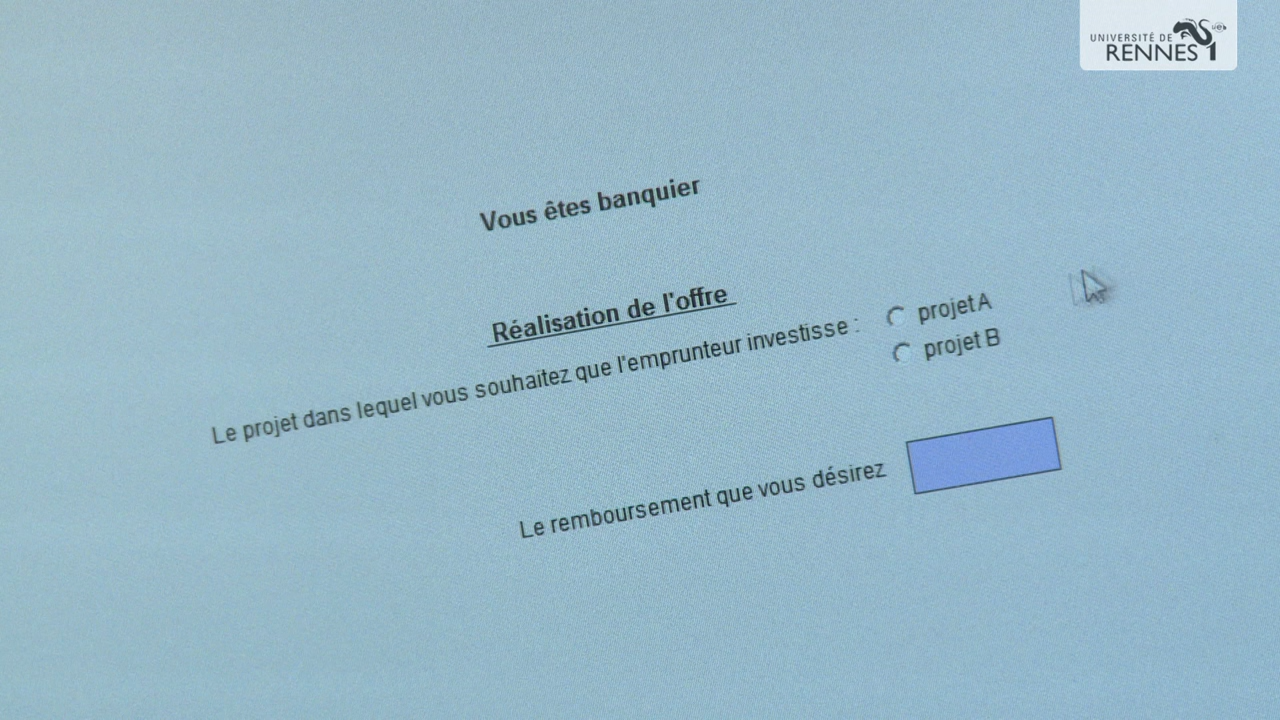 UNIVERSITÉ DE
RENNES 1
Vous êtes banquier
Réalisation de l'offre
Le projet dans lequel vous souhaitez que l'emprunteur investisse :
projet A
projet B
Le remboursement que vous désirez